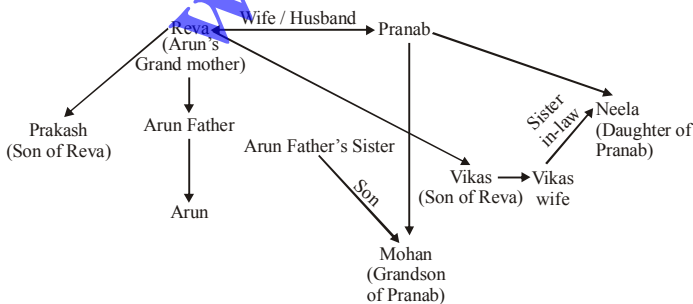 Wife / Husband
Reva
Pranab
(Arun's
Grand mother)
Prakash
(Son of Reva)
Arun Father
Arun Father's Sister
Sister
in-law
Neela
(Daughter of
Pranab)
Vikas
(Son of Reva)
Vikas
wife
Son
Arun
Mohan
(Grandson
of Pranab)